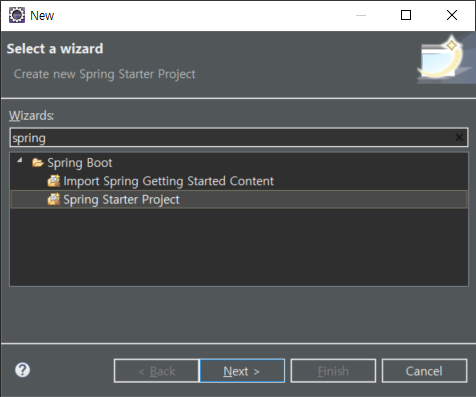 New
Select a wizard
Create new Spring Starter Project
Wizards:
spring
Spring Boot
Import Spring Getting Started Content
Spring Starter Project
< Back
Next >
Finish
Cancel